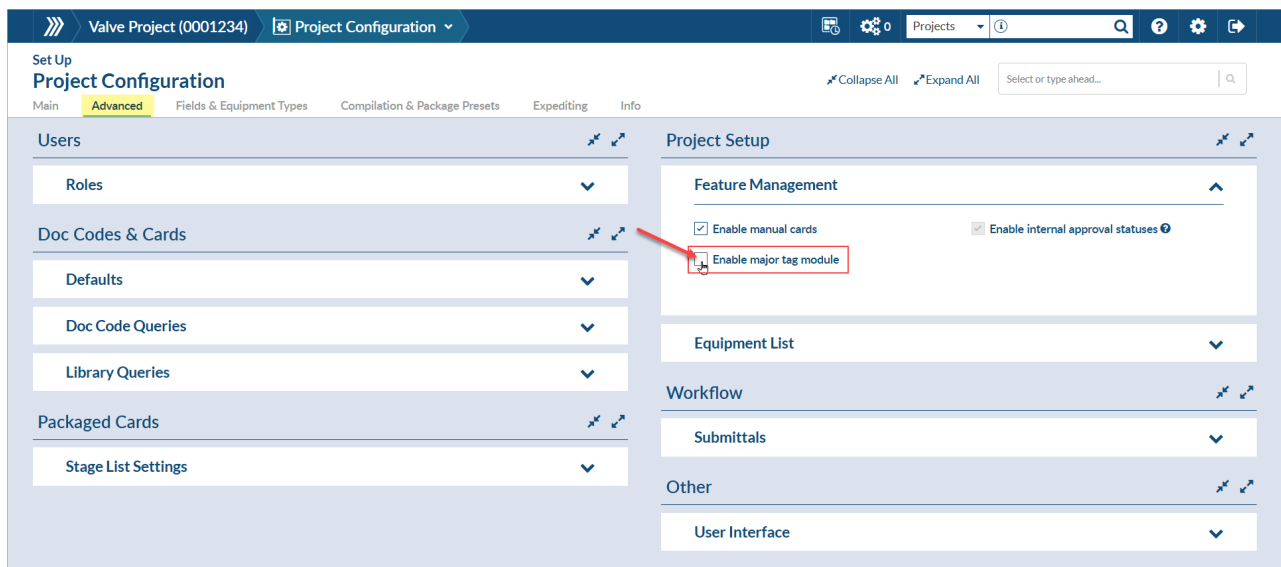 Valve Project (0001234)
Project Configuration
0
Projects
Set Up
Project Configuration
Collapse All
Expand All
Select or type ahead...
Main
Advanced
Fields & Equipment Types
Compilation & Package Presets
Expediting
Info
Users
Roles
Doc Codes & Cards
Defaults
Doc Code Queries
Library Queries
Packaged Cards
Stage List Settings
Project Setup
Feature Management
Enable manual cards
Enable internal approval statuses
Enable major tag module
Equipment List
Workflow
Submittals
Other
User Interface